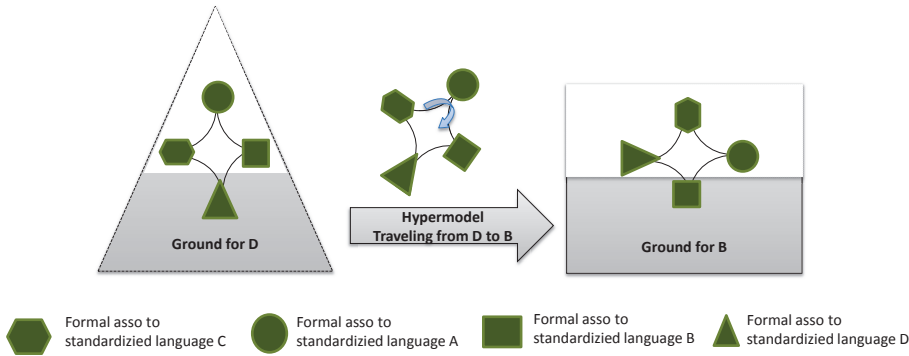 Ground for D
Hypermodel
Traveling from D to B
Ground for B
Formal asso to
standardizied language C
Formal asso to
standardizied language A
Formal asso to
standardizied language B
Formal asso to
standardizied language D